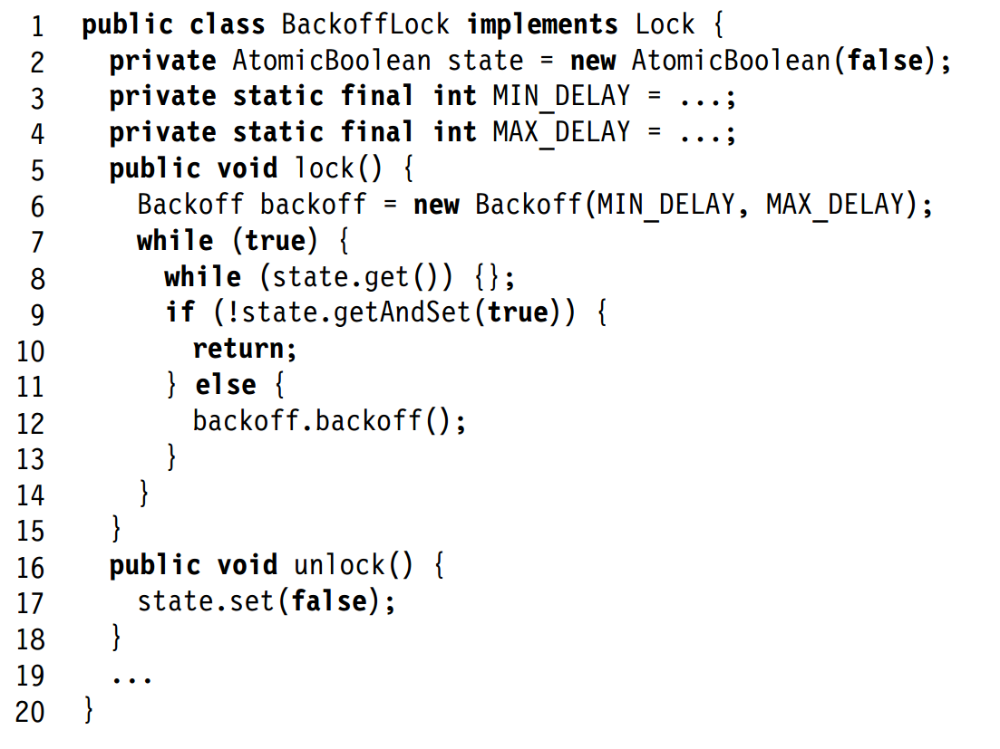 1 public class BackoffLock implements Lock {
2 private AtomicBoolean state = new AtomicBoolean(false);
3 private static final int MIN_DELAY = ...;
4 private static final int MAX_DELAY = ...;
5 public void lock() {
6 Backoff backoff = new Backoff(MIN_DELAY, MAX_DELAY);
7 while (true) {
8 while (state.get()) {};
9 if (!state.getAndSet(true)) {
10 return;
11 } else {
12 backoff.backoff();
13 }
14 }
15 }
16 public void unlock() {
17 state.set(false);
18 }
19 ...
20 }